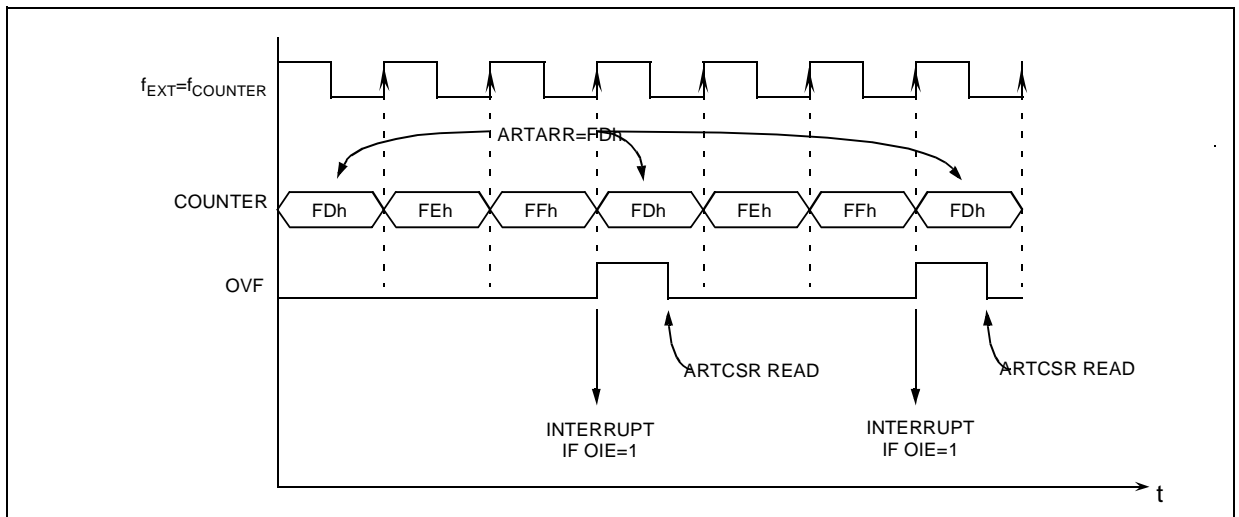 fEXT=fCOUNTER
ARTARR=FDh
COUNTER
FDh FEh FFh FDh FEh FFh FDh
OVF
ARTCSR READ ARTCSR READ
INTERRUPT INTERRUPT
IF OIE=1 IF OIE=1
t